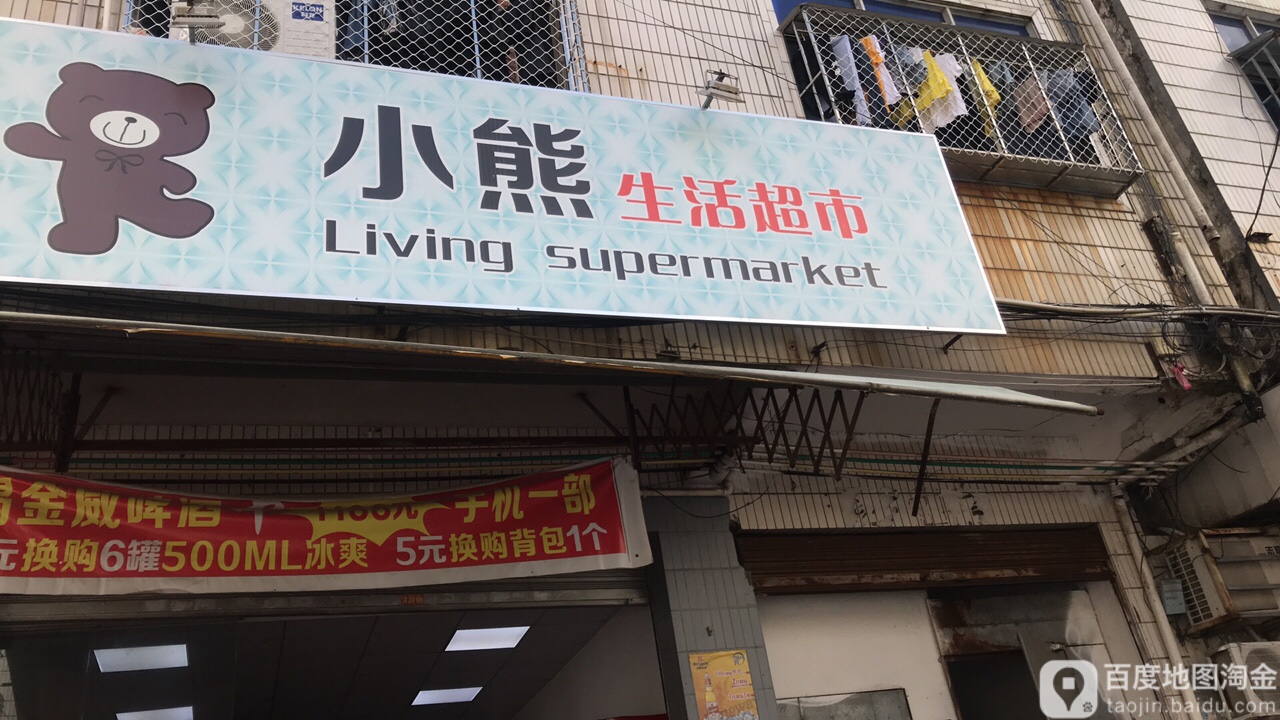 KELON
小熊 生活超市
Living supermarket
金威啤酒 手机一部
元换购6罐500ML冰爽 5元换购背包1个
百度地图淘金
taojin.baidu.com